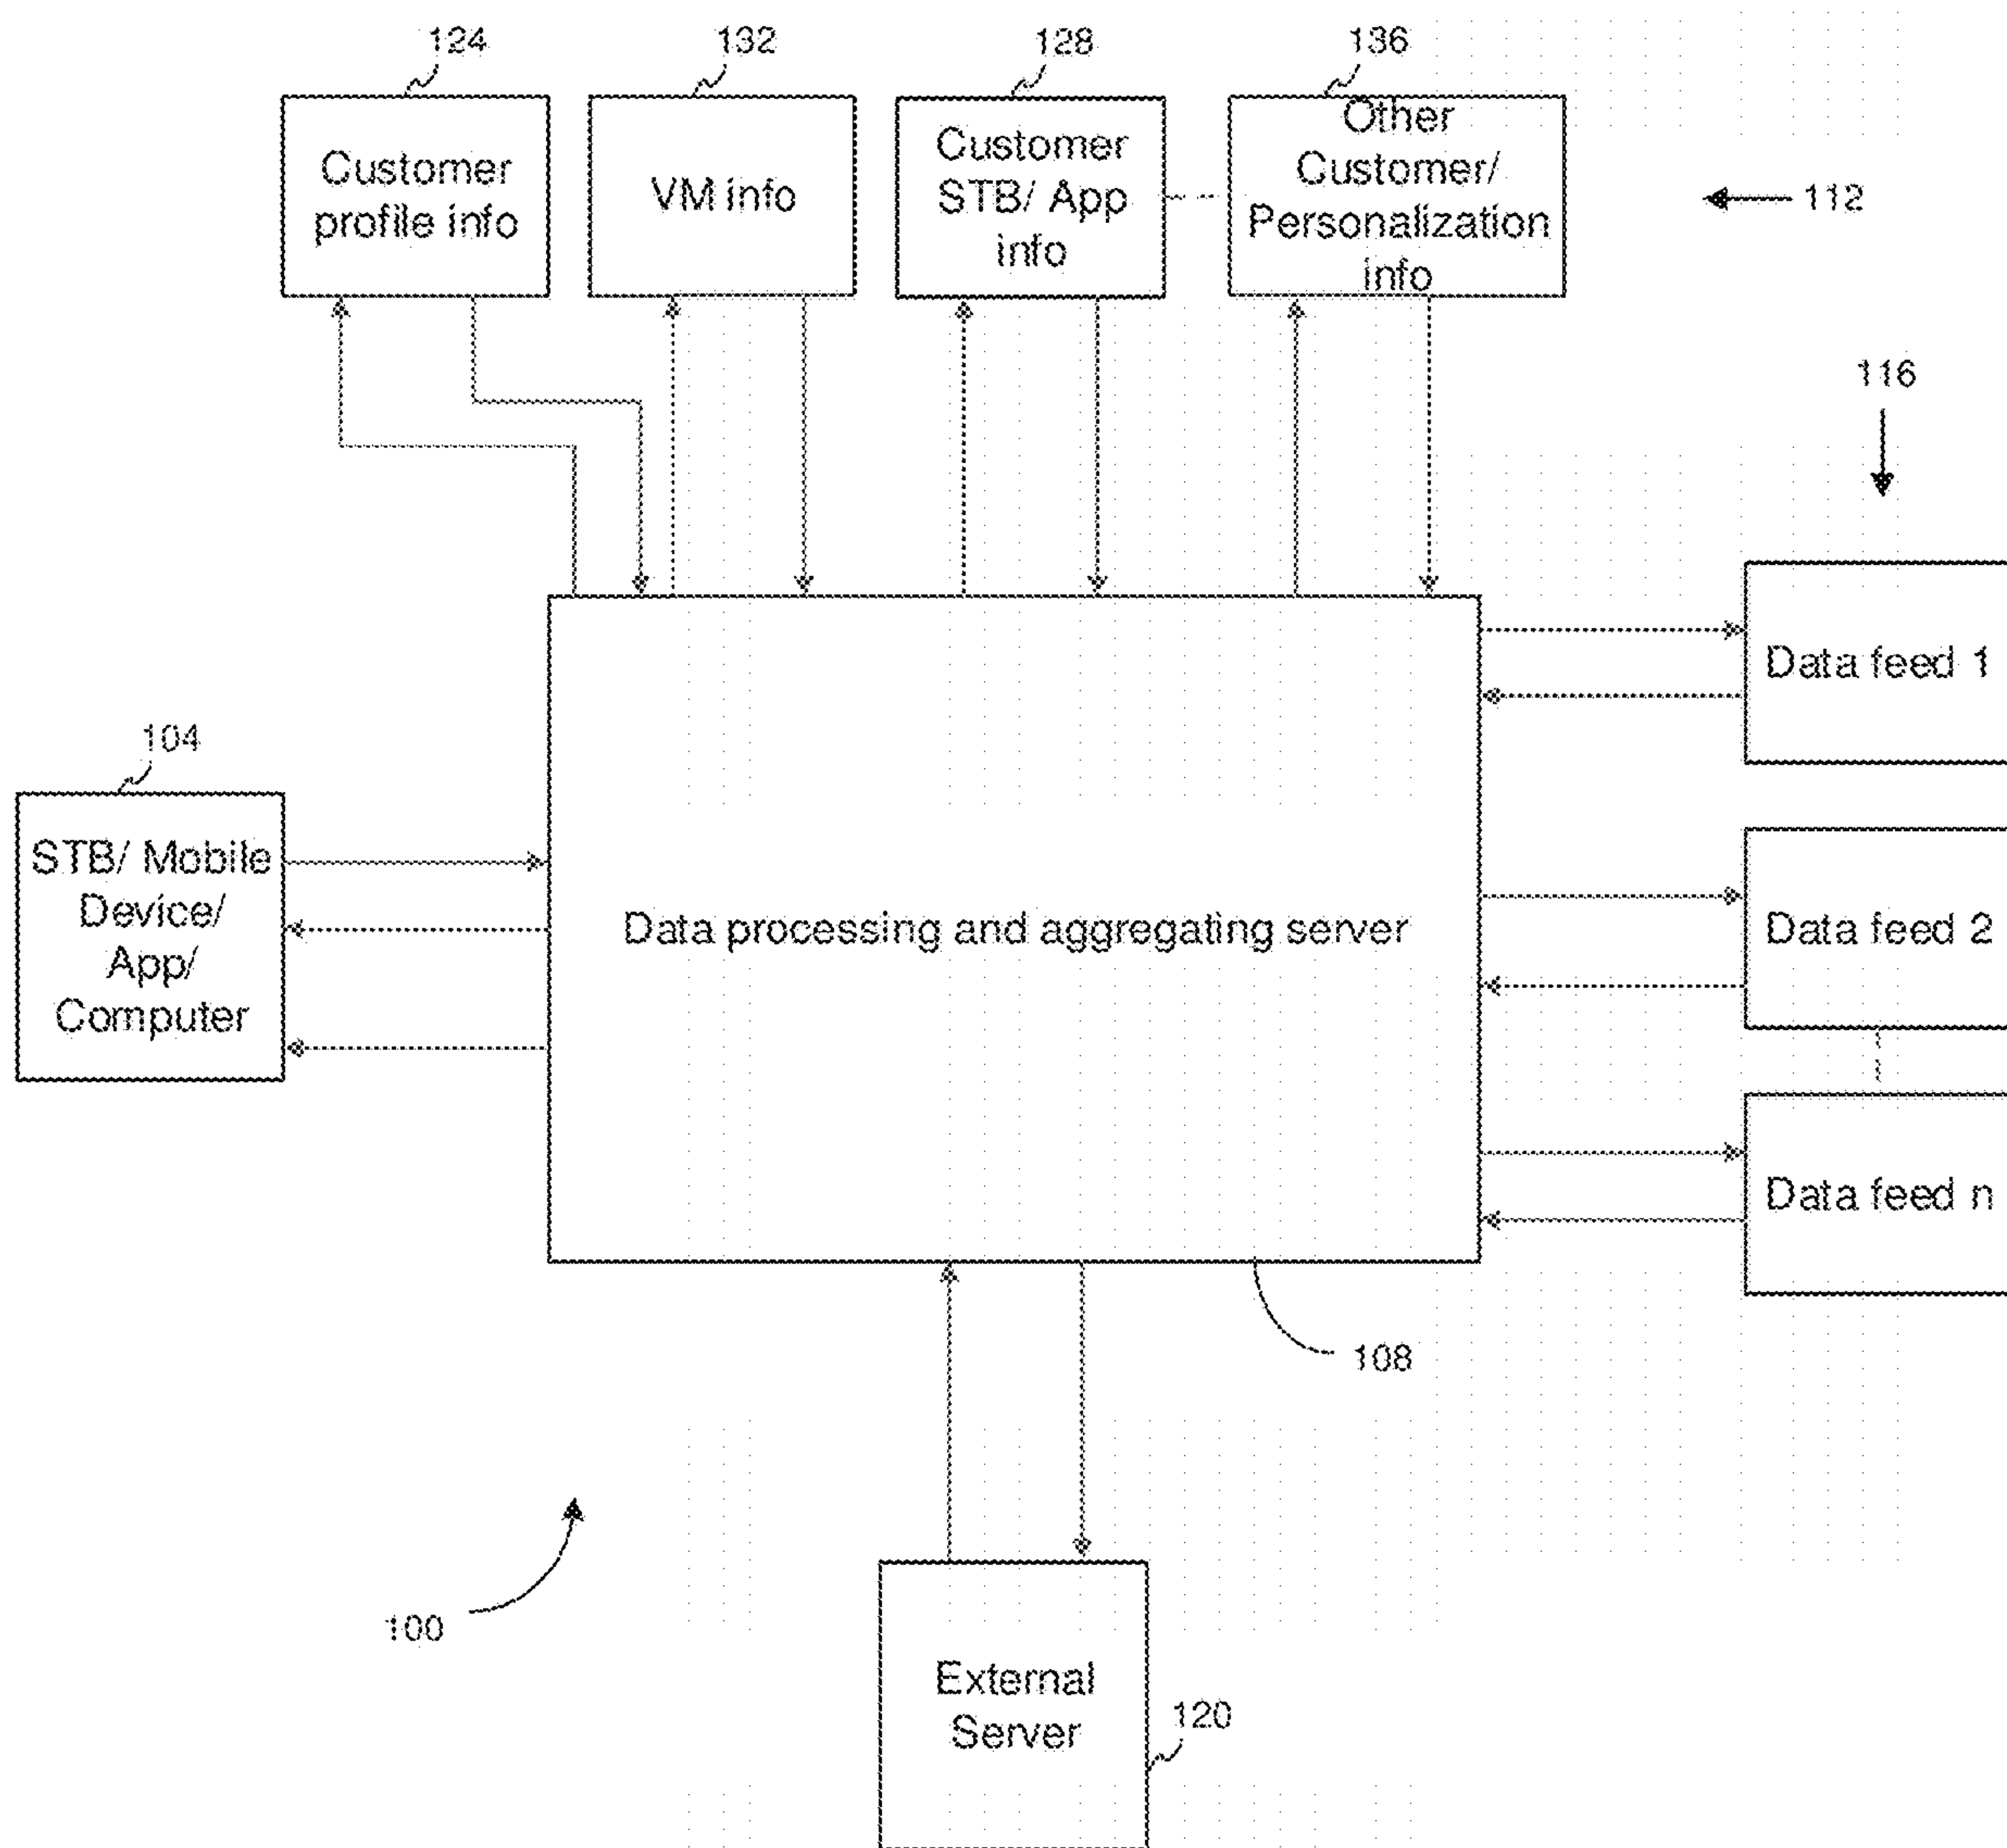 124
132
128
136
Customer
profile info
VM info
Customer
STB/ App
info
Other
Customer/
Personalization
info
112
116
Data feed 1
104
STB/ Mobile
Device/
App/
Computer
Data processing and aggregating server
Data feed 2
Data feed n
108
100
External
Server
120